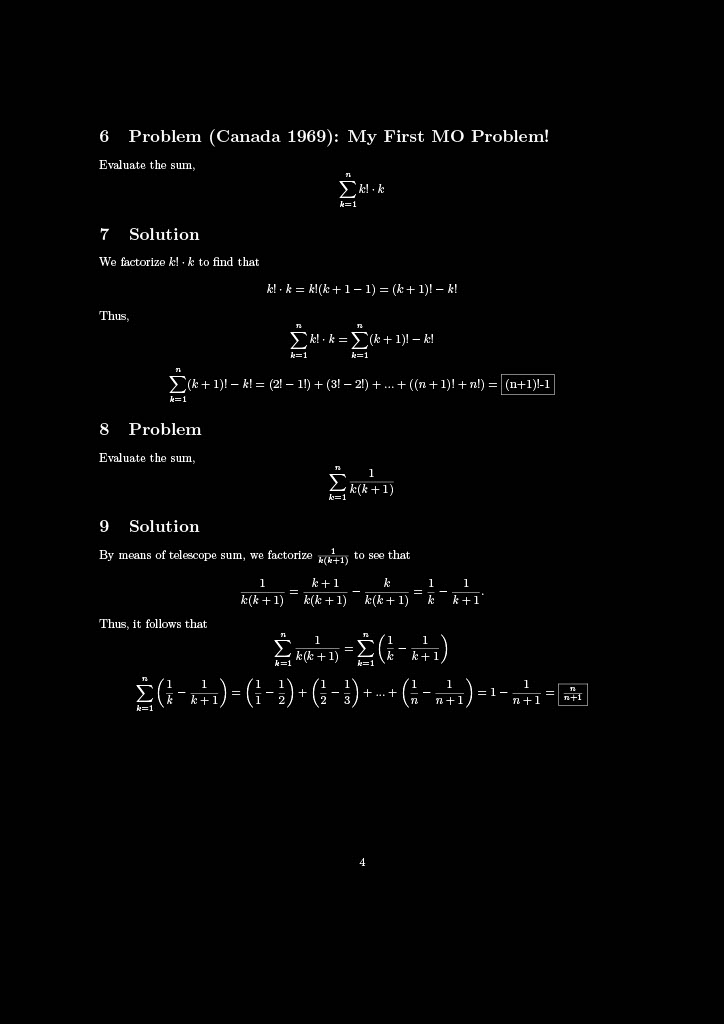 6 Problem (Canada 1969): My First MO Problem!
Evaluate the sum,
\sum_{k=1}^{n} k! \cdot k
7 Solution
We factorize k! · k to find that
k! \cdot k = k!(k + 1 - 1) = (k + 1)! - k!
Thus,
\sum_{k=1}^{n} k! \cdot k = \sum_{k=1}^{n} (k + 1)! - k!
\sum_{k=1}^{n} (k + 1)! - k! = (2! - 1!) + (3! - 2!) + ... + ((n + 1)! + n!) = \boxed{(n+1)!-1}
8 Problem
Evaluate the sum,
\sum_{k=1}^{n} \frac{1}{k(k + 1)}
9 Solution
By means of telescope sum, we factorize \frac{1}{k(k+1)} to see that
\frac{1}{k(k + 1)} = \frac{k + 1}{k(k + 1)} - \frac{k}{k(k + 1)} = \frac{1}{k} - \frac{1}{k + 1}.
Thus, it follows that
\sum_{k=1}^{n} \frac{1}{k(k + 1)} = \sum_{k=1}^{n} \left( \frac{1}{k} - \frac{1}{k + 1} \right)
\sum_{k=1}^{n} \left( \frac{1}{k} - \frac{1}{k + 1} \right) = \left( \frac{1}{1} - \frac{1}{2} \right) + \left( \frac{1}{2} - \frac{1}{3} \right) + ... + \left( \frac{1}{n} - \frac{1}{n + 1} \right) = 1 - \frac{1}{n + 1} = \boxed{\frac{n}{n+1}}
4